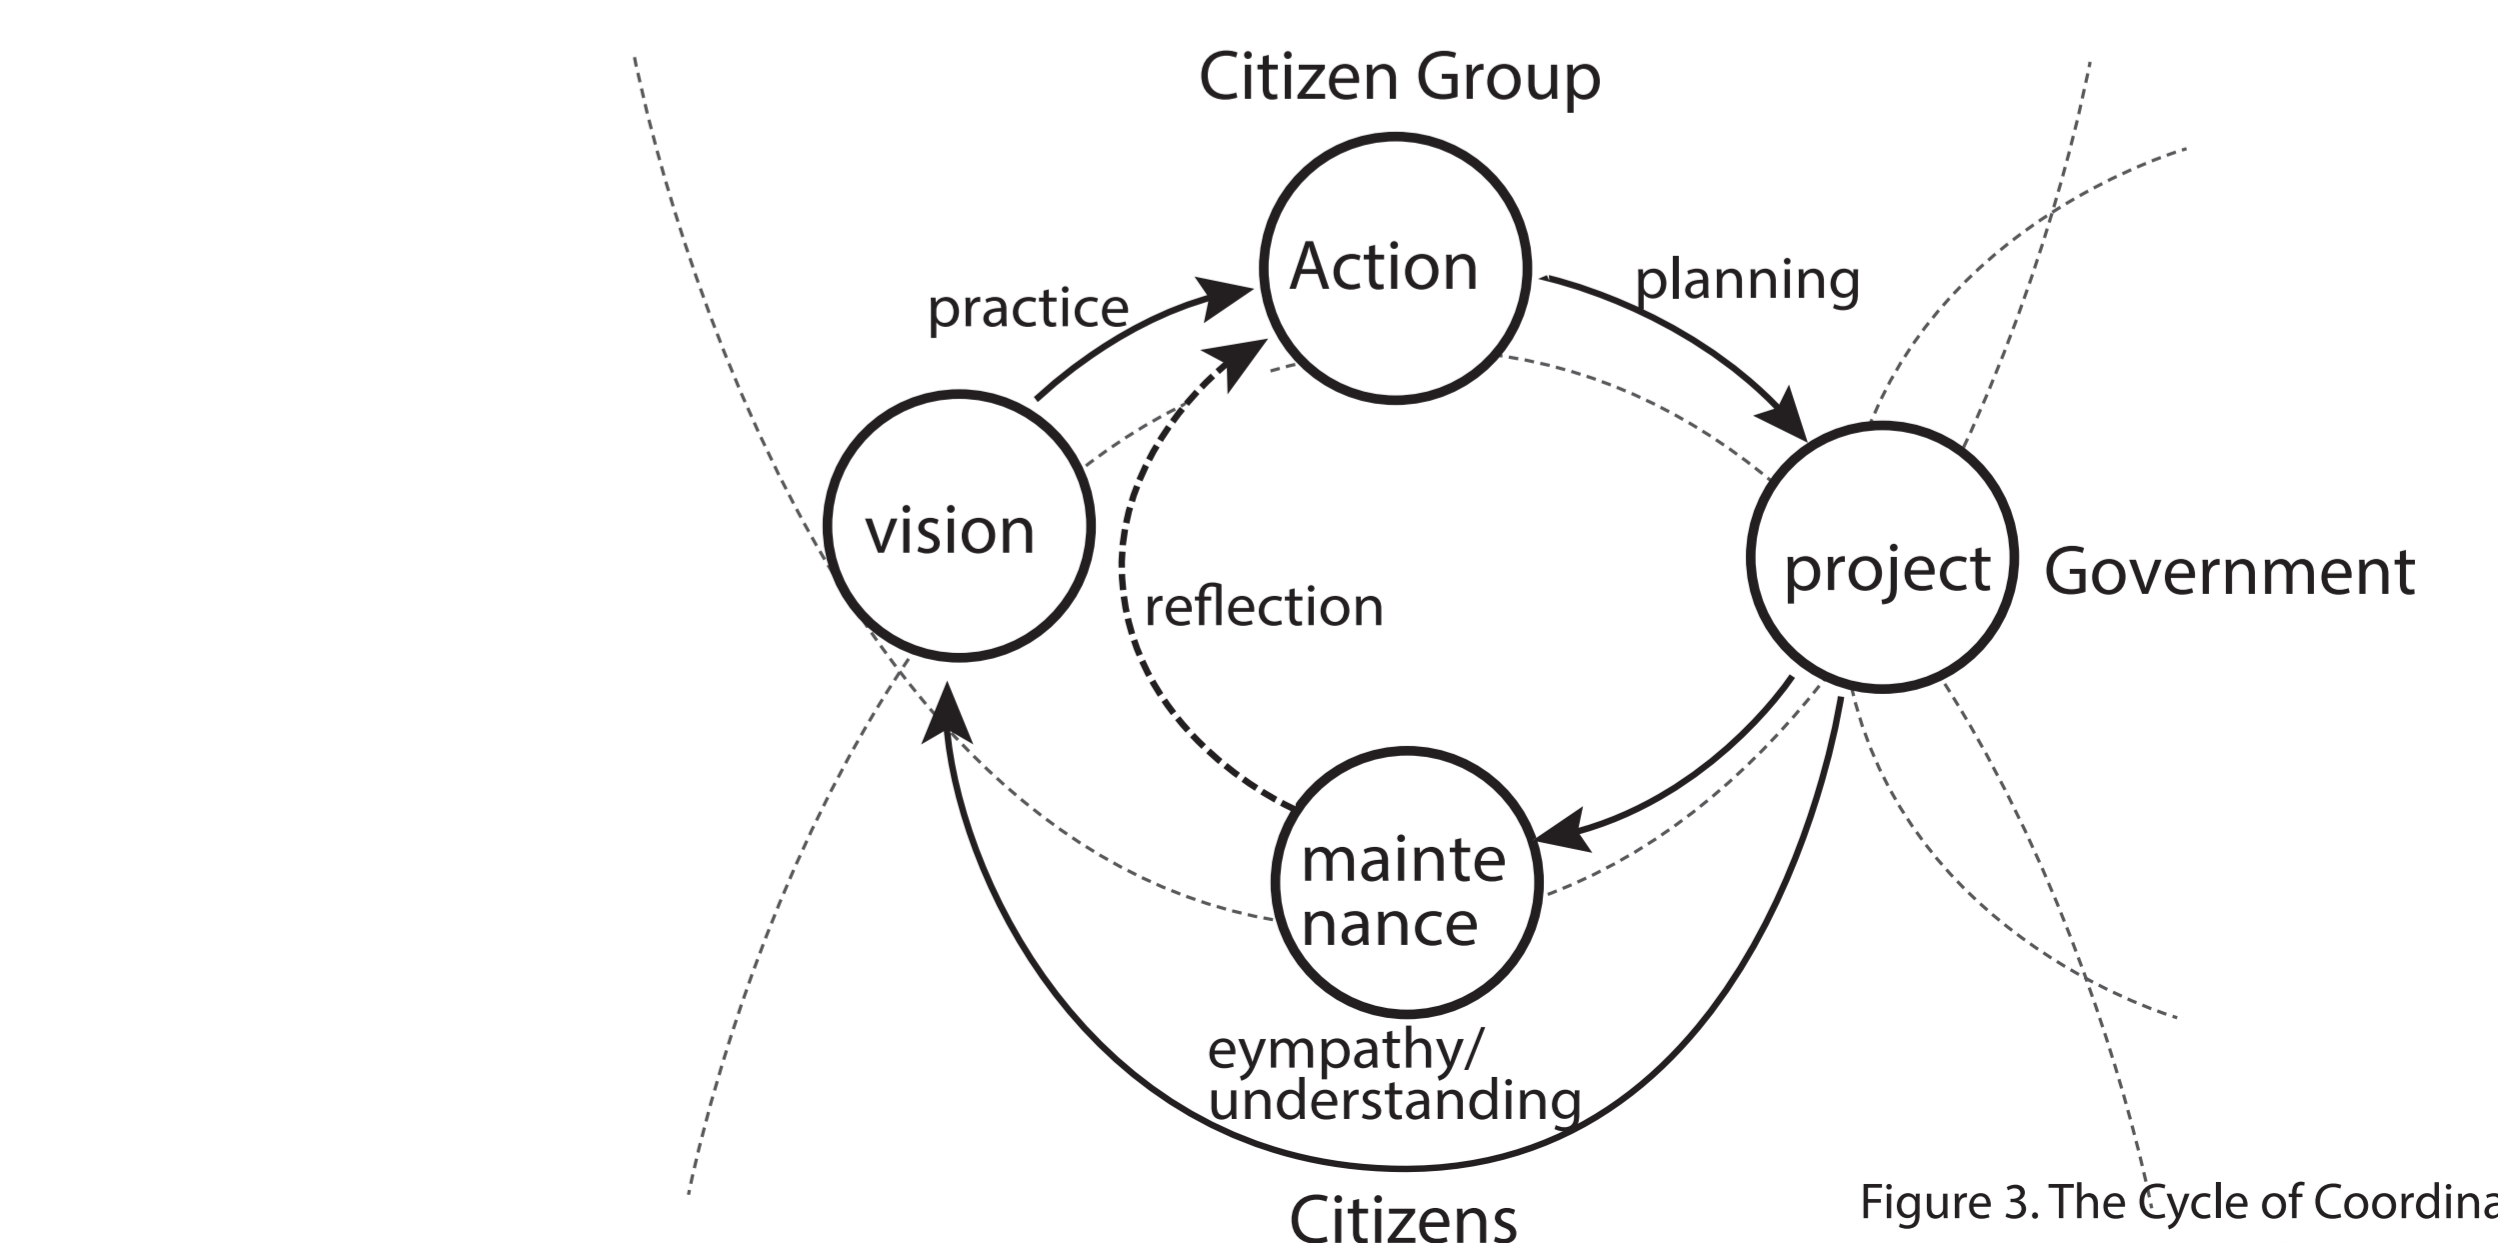 Citizen Group
Action
planning
practice
vision
project
Government
reflection
mainte
nance
eympathy/
understanding
Citizens
Figure 3. The Cycle of Coordina